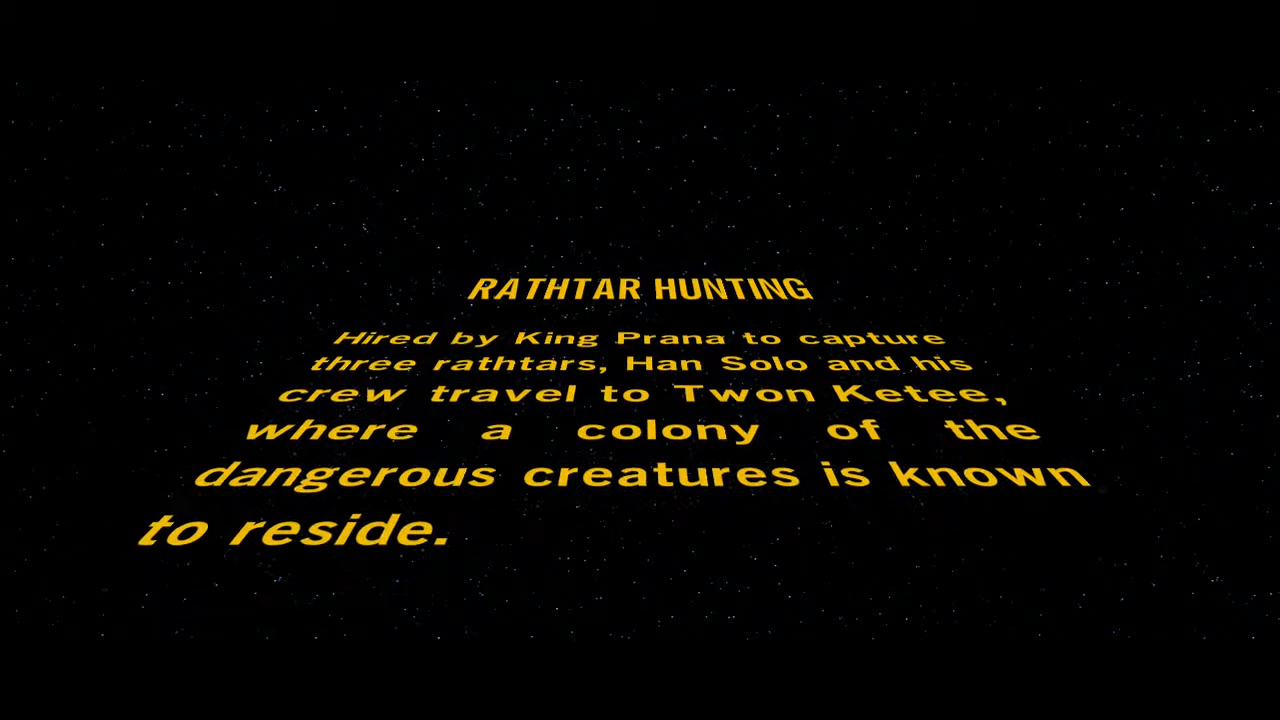 RATHTAR HUNTING
Hired by King Prana to capture
three rathtars, Han Solo and his
crew travel to Twon Ketee,
where a colony of the
dangerous creatures is known
to reside.